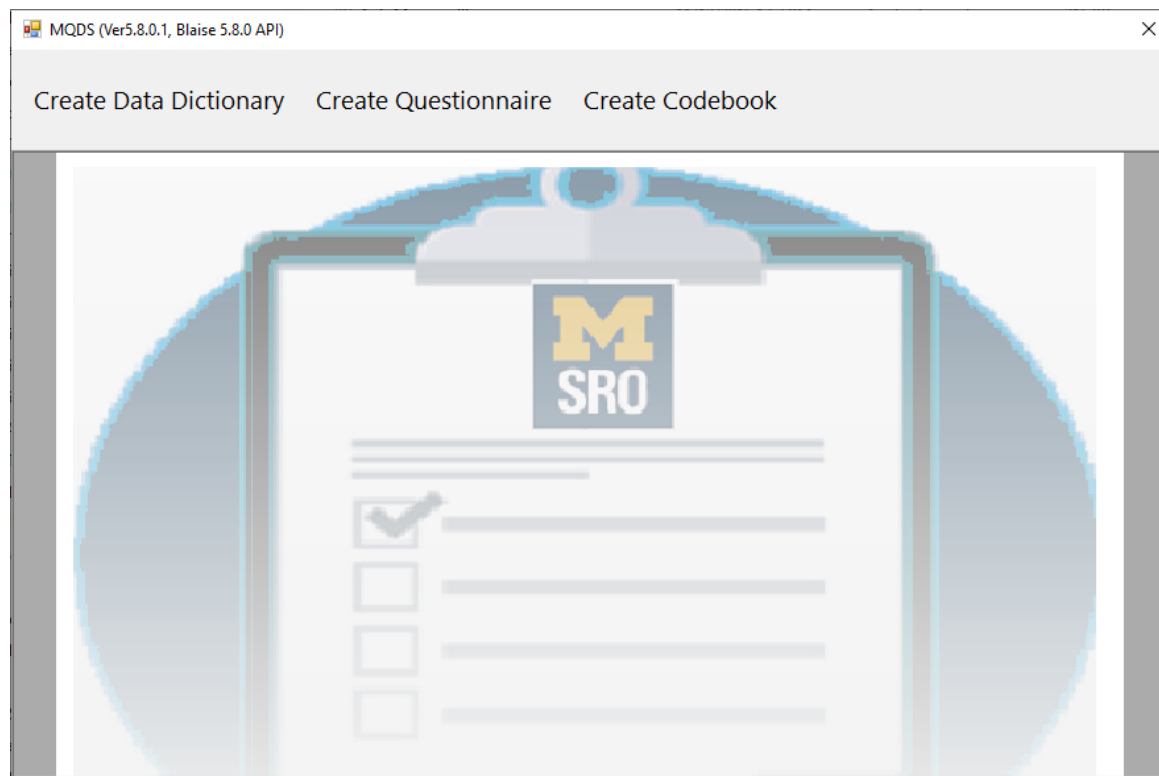 MQDS (Ver5.8.0.1, Blaise 5.8.0 API)
Create Data Dictionary Create Questionnaire Create Codebook
M
SRO